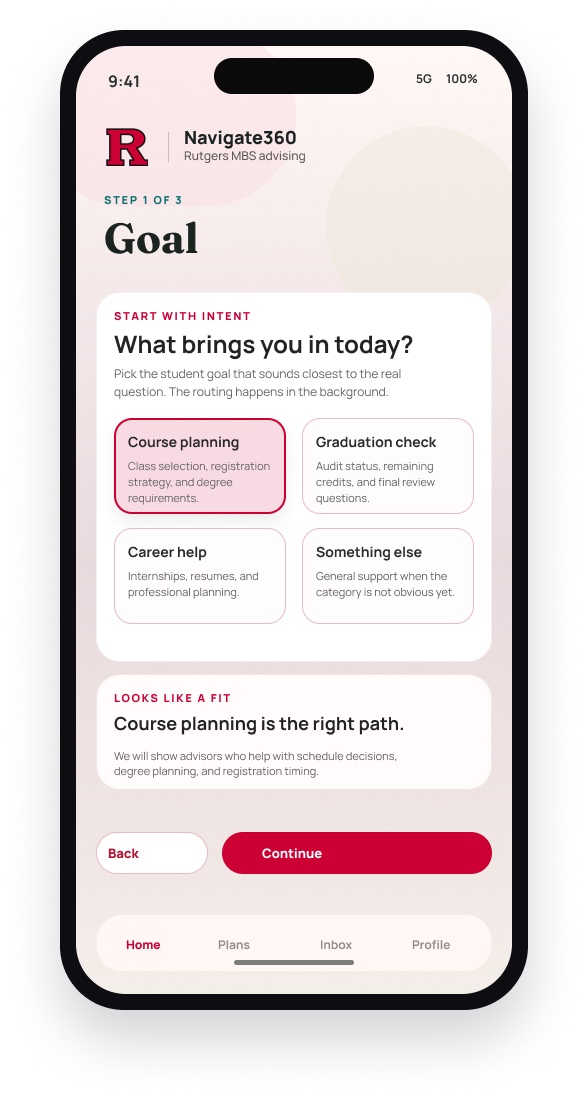 9:41
5G 100%
R
Navigate360
Rutgers MBS advising
STEP 1 OF 3
Goal
START WITH INTENT
What brings you in today?
Pick the student goal that sounds closest to the real
question. The routing happens in the background.
Course planning
Class selection, registration
strategy, and degree
requirements.
Graduation check
Audit status, remaining
credits, and final review
questions.
Career help
Internships, resumes, and
professional planning.
Something else
General support when the
category is not obvious yet.
LOOKS LIKE A FIT
Course planning is the right path.
We will show advisors who help with schedule decisions,
degree planning, and registration timing.
Back
Continue
Home Plans Inbox Profile